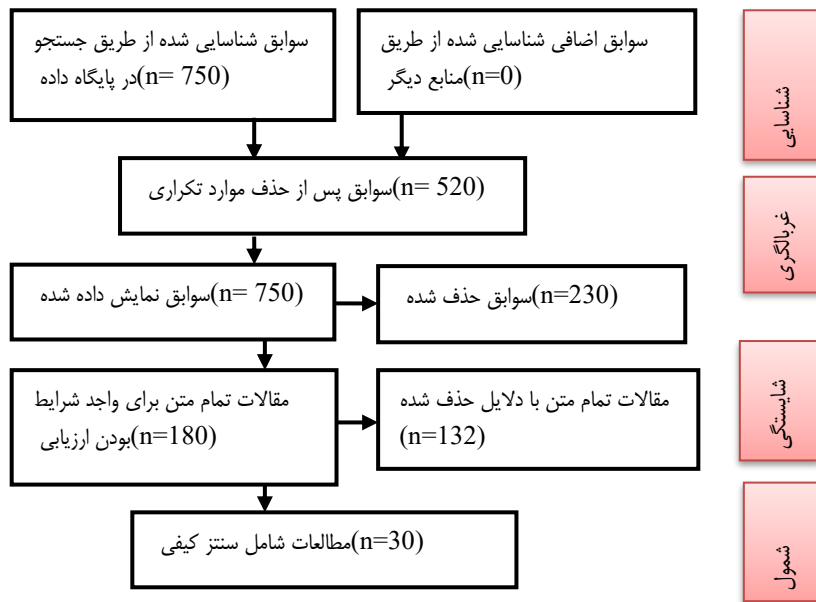 سوابق اضافی شناسایی شده از طریق
منابع دیگر(n=0)
سوابق شناسایی شده از طریق جستجو
در پایگاه داده(n= 750)
شناسایی
سوابق پس از حذف موارد تکراری(n= 520)
غربالگری
سوابق نمایش داده شده(n= 750)
سوابق حذف شده(n=230)
مقالات تمام متن برای واجد شرایط
بودن ارزیابی(n=180)
مقالات تمام متن با دلایل حذف شده
(n=132)
شایستگی
مطالعات شامل سنتز کیفی(n=30)
شمول